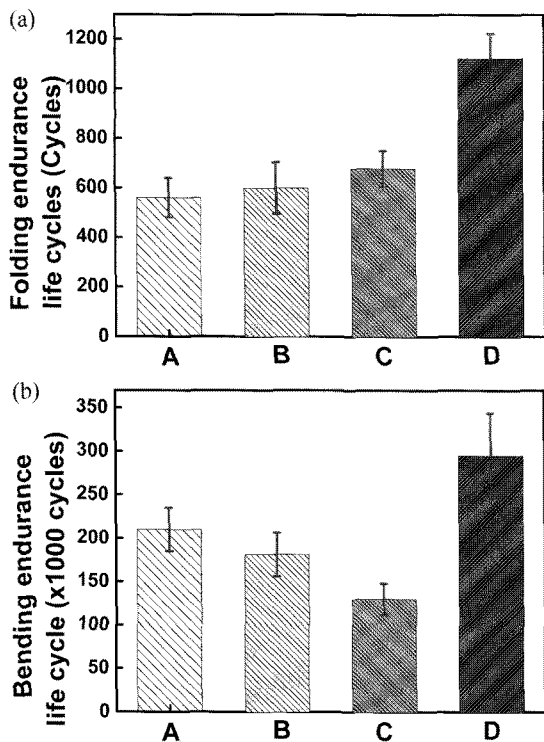 (a)
Folding endurance
life cycles (Cycles)
1200
1000
800
600
400
200
0
A B C D
(b)
Bending endurance
life cycle (x1000 cycles)
350
300
250
200
150
100
50
0
A B C D